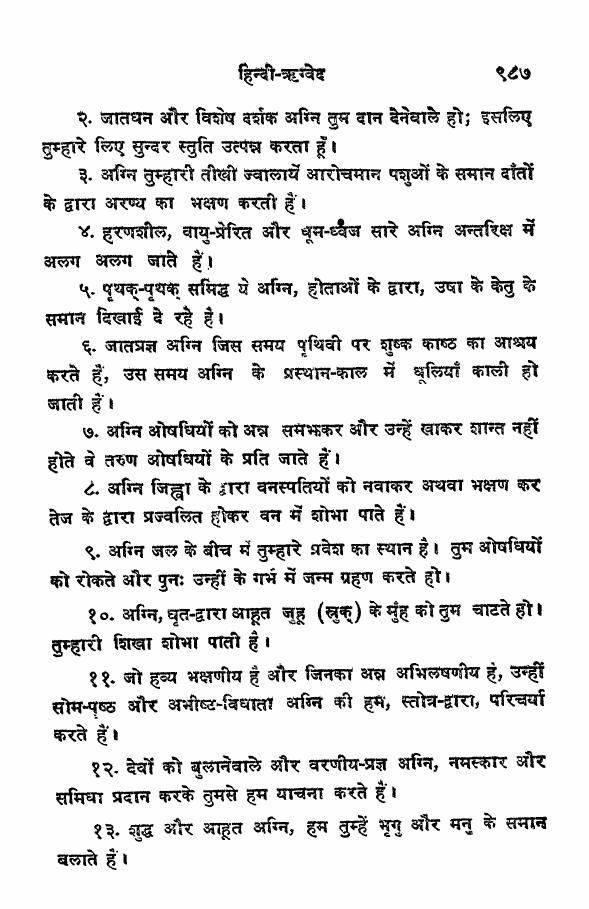 हिन्दी-ऋग्वेद ९८७
२. जातधन और विशेष दर्शक अग्नि तुम दान देनेवाले हो; इसलिए
तुम्हारे लिए सुन्दर स्तुति उत्पन्न करता हूँ।
३. अग्नि तुम्हारी तीखी ज्वालायें आरोचमान पशुओं के समान दाँतों
के द्वारा अरण्य का भक्षण करती हैं।
४. हरणशील, वायु-प्रेरित और धूम-ध्वज सारे अग्नि अन्तरिक्ष में
अलग अलग जाते हैं।
५. पृथक्-पृथक् समिद्ध ये अग्नि, होताओं के द्वारा, उषा के केतु के
समान दिखाई दे रहे है।
६. जातप्रज्ञ अग्नि जिस समय पृथिवी पर शुष्क काष्ठ का आश्रय
करते हैं, उस समय अग्नि के प्रस्थान-काल में धूलियाँ काली हो
जाती हैं।
७. अग्नि ओषधियों को अन्न समझकर और उन्हें खाकर शान्त नहीं
होते वे तरुण ओषधियों के प्रति जाते हैं।
८. अग्नि जिह्वा के द्वारा वनस्पतियों को नवाकर अथवा भक्षण कर
तेज के द्वारा प्रज्वलित होकर वन में शोभा पाते हैं।
९. अग्नि जल के बीच में तुम्हारे प्रवेश का स्थान है। तुम ओषधियों
को रोकते और पुनः उन्हीं के गर्भ में जन्म ग्रहण करते हो।
१०. अग्नि, घृत-द्वारा आहूत जुहू (स्रुक्) के मुँह को तुम चाटते हो।
तुम्हारी शिखा शोभा पाती है।
११. जो हव्य भक्षणीय है और जिनका अन्न अभिलषणीय है, उन्हीं
सोम-पृष्ठ और अभीष्ट-विधाता अग्नि की हम, स्तोत्र-द्वारा, परिचर्या
करते हैं।
१२. देवों को बुलानेवाले और वरणीय-प्रज्ञ अग्नि, नमस्कार और
समिधा प्रदान करके तुमसे हम याचना करते हैं।
१३. शुद्ध और आहूत अग्नि, हम तुम्हें भृगु और मनु के समान
बलाते हैं।